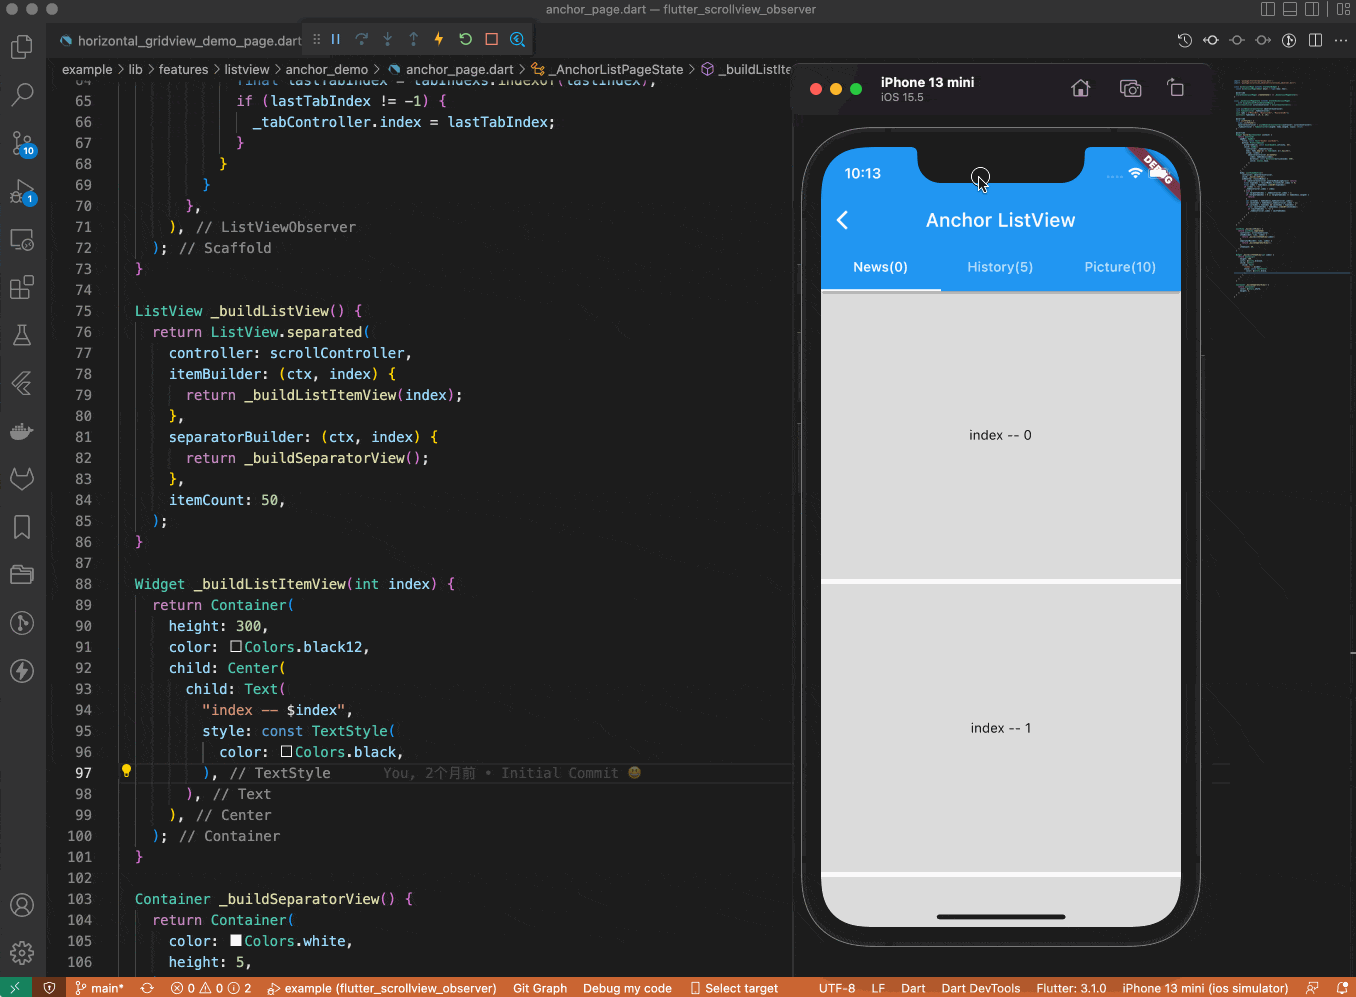 anchor_page.dart — flutter_scrollview_observer
horizontal_gridview_demo_page.dart
example > lib > features > listview > anchor_demo > anchor_page.dart > _AnchorListPageState > _buildListIte
64 final lastTabIndex = tabIndexs.indexOf(lastIndex);
65 if (lastTabIndex != -1) {
66 _tabController.index = lastTabIndex;
67 }
68 }
69 }
70 },
71 ), // ListViewObserver
72 ); // Scaffold
73 }
74
75 ListView _buildListView() {
76 return ListView.separated(
77 controller: scrollController,
78 itemBuilder: (ctx, index) {
79 return _buildListItemView(index);
80 },
81 separatorBuilder: (ctx, index) {
82 return _buildSeparatorView();
83 },
84 itemCount: 50,
85 );
86 }
87
88 Widget _buildListItemView(int index) {
89 return Container(
90 height: 300,
91 color: Colors.black12,
92 child: Center(
93 child: Text(
94 "index -- $index",
95 style: const TextStyle(
96 color: Colors.black,
97 ), // TextStyle You, 2个月前 • Initial Commit 😀
98 ), // Text
99 ), // Center
100 ); // Container
101 }
102
103 Container _buildSeparatorView() {
104 return Container(
105 color: Colors.white,
106 height: 5,
10
1
iPhone 13 mini
iOS 15.5
10:13
DEBUG
Anchor ListView
News(0) History(5) Picture(10)
index -- 0
index -- 1
main* 0 0 2 example (flutter_scrollview_observer) Git Graph Debug my code Select target UTF-8 LF Dart Dart DevTools Flutter: 3.1.0 iPhone 13 mini (ios simulator)